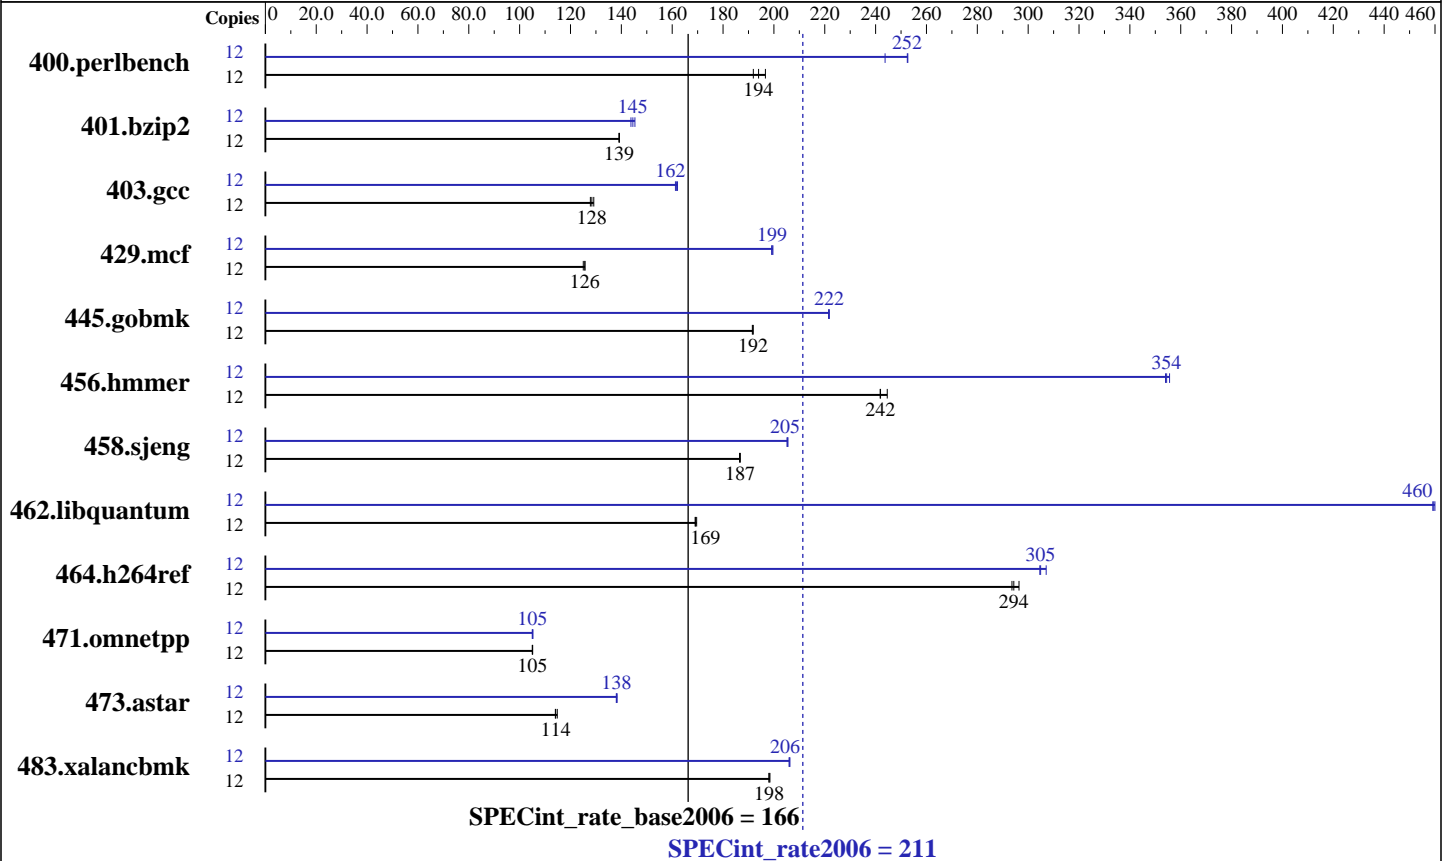 Copies 0 20.0 40.0 60.0 80.0 100 120 140 160 180 200 220 240 260 280 300 320 340 360 380 400 420 440 460
400.perlbench 12 252
12 194
401.bzip2 12 145
12 139
403.gcc 12 162
12 128
429.mcf 12 199
12 126
445.gobmk 12 222
12 192
456.hmmer 12 354
12 242
458.sjeng 12 205
12 187
462.libquantum 12 460
12 169
464.h264ref 12 305
12 294
471.omnetpp 12 105
12 105
473.astar 12 138
12 114
483.xalancbmk 12 206
12 198
SPECint_rate_base2006 = 166
SPECint_rate2006 = 211